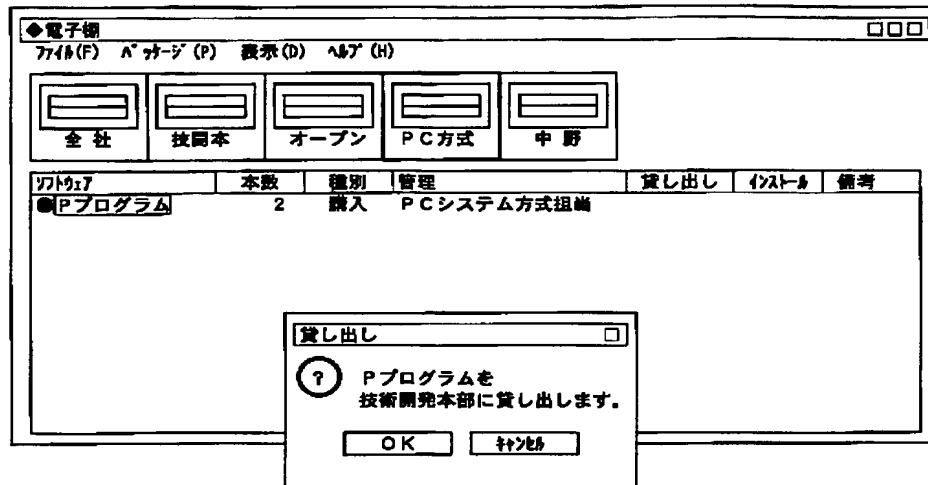 ◆電子棚
ファイル(F) パッケージ(P) 表示(D) ヘルプ(H)
全社 技開本 オープン PC方式 中野
ソフトウェア 本数 種別 管理 貸し出し インストール 備考
●Pプログラム 2 購入 PCシステム方式担当
貸し出し
? Pプログラムを
技術開発本部に貸し出します。
OK キャンセル